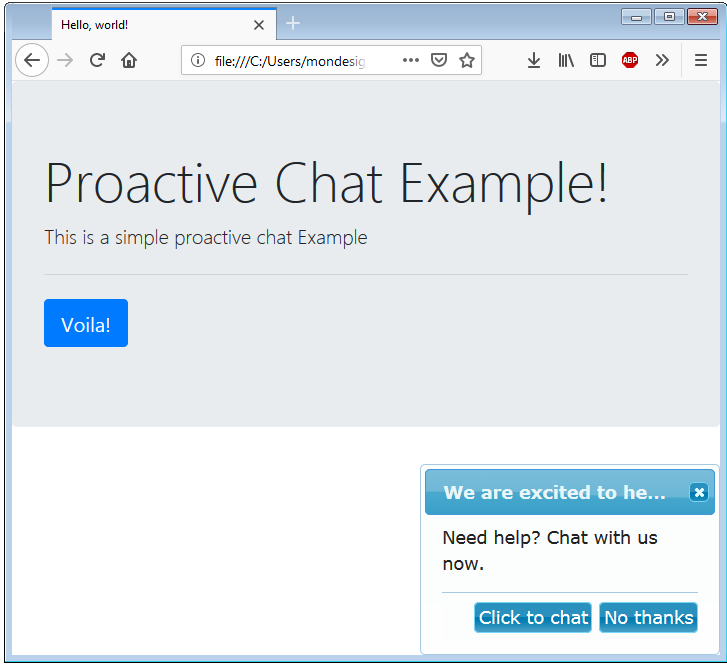 Hello, world!
file:///C:/Users/mondesig
ABP
Proactive Chat Example!
This is a simple proactive chat Example
Voila!
We are excited to he...
Need help? Chat with us
now.
Click to chat No thanks